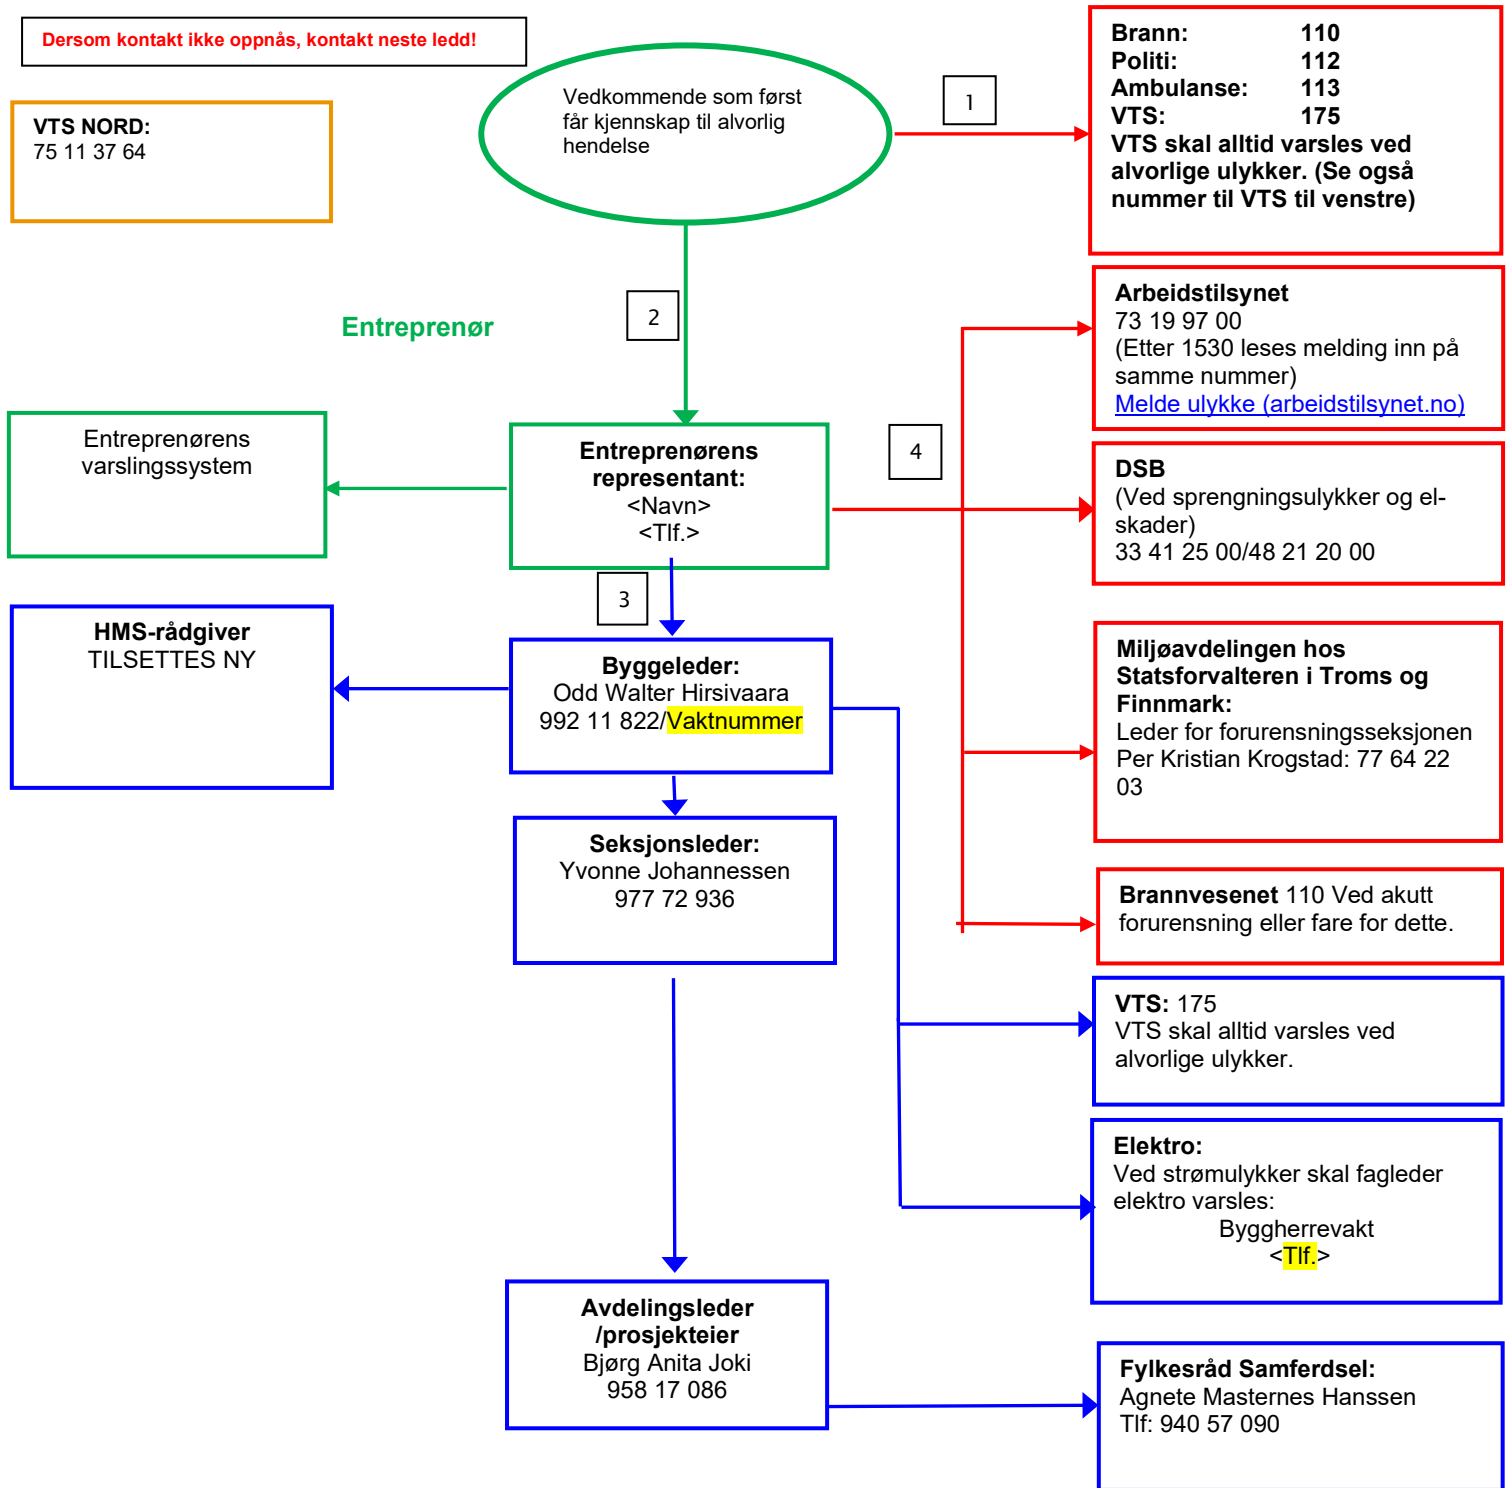 Dersom kontakt ikke oppnås, kontakt neste ledd!
VTS NORD:
75 11 37 64
Vedkommende som først
får kjennskap til alvorlig
hendelse
1
Brann: 110
Politi: 112
Ambulanse: 113
VTS: 175
VTS skal alltid varsles ved
alvorlige ulykker. (Se også
nummer til VTS til venstre)
2
Entreprenør
Arbeidstilsynet
73 19 97 00
(Etter 1530 leses melding inn på
samme nummer)
Melde ulykke (arbeidstilsynet.no)
Entreprenørens
varslingssystem
Entreprenørens
representant:
<Navn>
<Tlf.>
4
DSB
(Ved sprengningsulykker og el-
skader)
33 41 25 00/48 21 20 00
3
HMS-rådgiver
TILSETTES NY
Byggeleder:
Odd Walter Hirsivaara
992 11 822/Vaktnummer
Miljøavdelingen hos
Statsforvalteren i Troms og
Finnmark:
Leder for forurensningsseksjonen
Per Kristian Krogstad: 77 64 22
03
Seksjonsleder:
Yvonne Johannessen
977 72 936
Brannvesenet 110 Ved akutt
forurensning eller fare for dette.
VTS: 175
VTS skal alltid varsles ved
alvorlige ulykker.
Elektro:
Ved strømulykker skal fagleder
elektro varsles:
Byggherrevakt
<Tlf.>
Avdelingsleder
/prosjekteier
Bjørg Anita Joki
958 17 086
Fylkesråd Samferdsel:
Agnete Masternes Hanssen
Tlf: 940 57 090